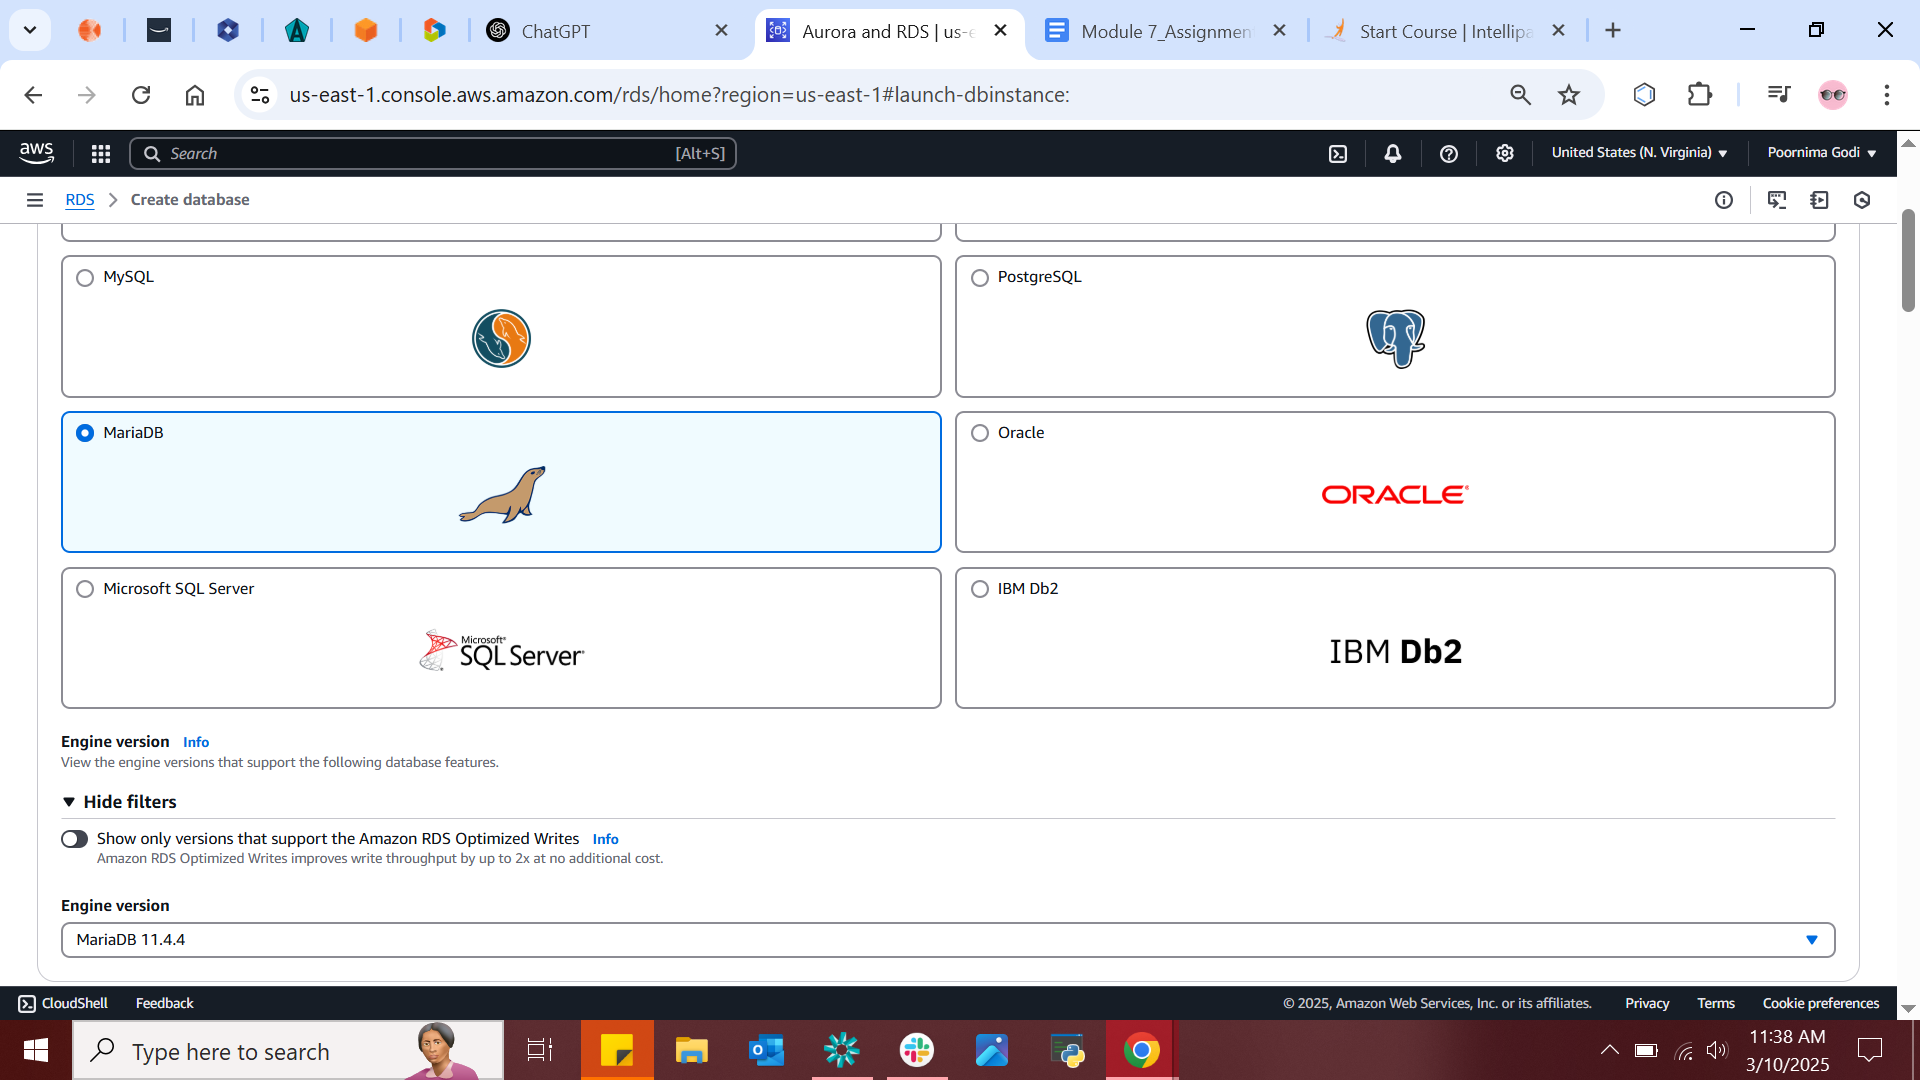 ChatGPT
Aurora and RDS | us-e
Module 7_Assignmen
Start Course | Intellipa
us-east-1.console.aws.amazon.com/rds/home?region=us-east-1#launch-dbinstance:
aws
Search
[Alt+S]
United States (N. Virginia)
Poornima Godi
RDS
Create database
MySQL
PostgreSQL
MariaDB
Oracle
ORACLE
Microsoft SQL Server
IBM Db2
Microsoft
SQL Server
IBM Db2
Engine version Info
View the engine versions that support the following database features.
Hide filters
Show only versions that support the Amazon RDS Optimized Writes Info
Amazon RDS Optimized Writes improves write throughput by up to 2x at no additional cost.
Engine version
MariaDB 11.4.4
CloudShell
Feedback
© 2025, Amazon Web Services, Inc. or its affiliates.
Privacy
Terms
Cookie preferences
Type here to search
11:38 AM
3/10/2025